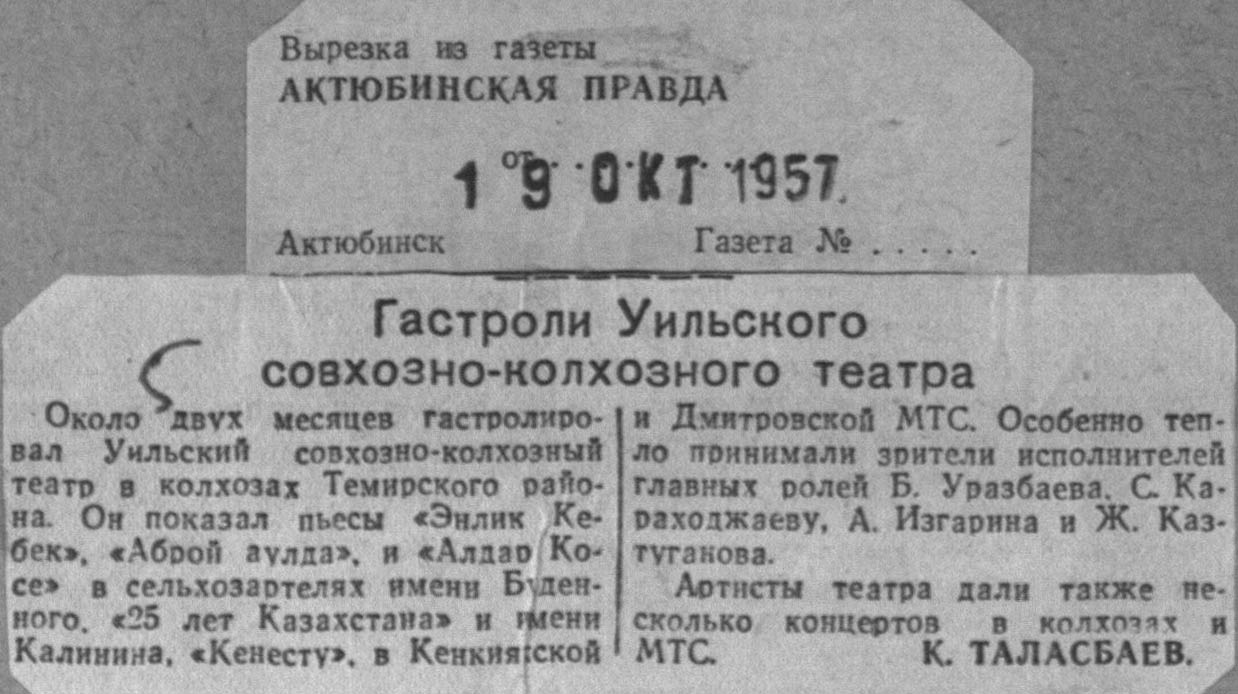 Вырезка из газеты
АКТЮБИНСКАЯ ПРАВДА
от
19 ОКТ 1957.
Актюбинск Газета № . . . . .
Гастроли Уильского
совхозно-колхозного театра
Около двух месяцев гастролиро-
вал Уильский совхозно-колхозный
театр в колхозах Темирского райо-
на. Он показал пьесы «Энлик Ке-
бек», «Аброй аулда», и «Алдар Ко-
се» в сельхозартелях имени Буден-
ного, «25 лет Казахстана» и имени
Калинина, «Кенесту», в Кенкиякской
и Дмитровской МТС. Особенно теп-
ло принимали зрители исполнителей
главных ролей Б. Уразбаева, С. Ка-
раходжаеву, А. Изгарина и Ж. Каз-
туганова.
Артисты театра дали также не-
сколько концертов в колхозах и
МТС. К. ТАЛАСБАЕВ.